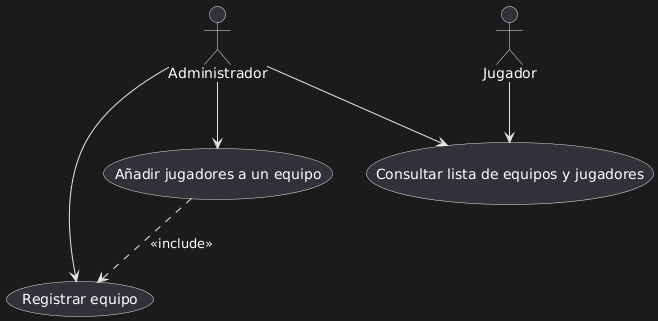 Administrador
Jugador
Añadir jugadores a un equipo
Consultar lista de equipos y jugadores
«include»
Registrar equipo